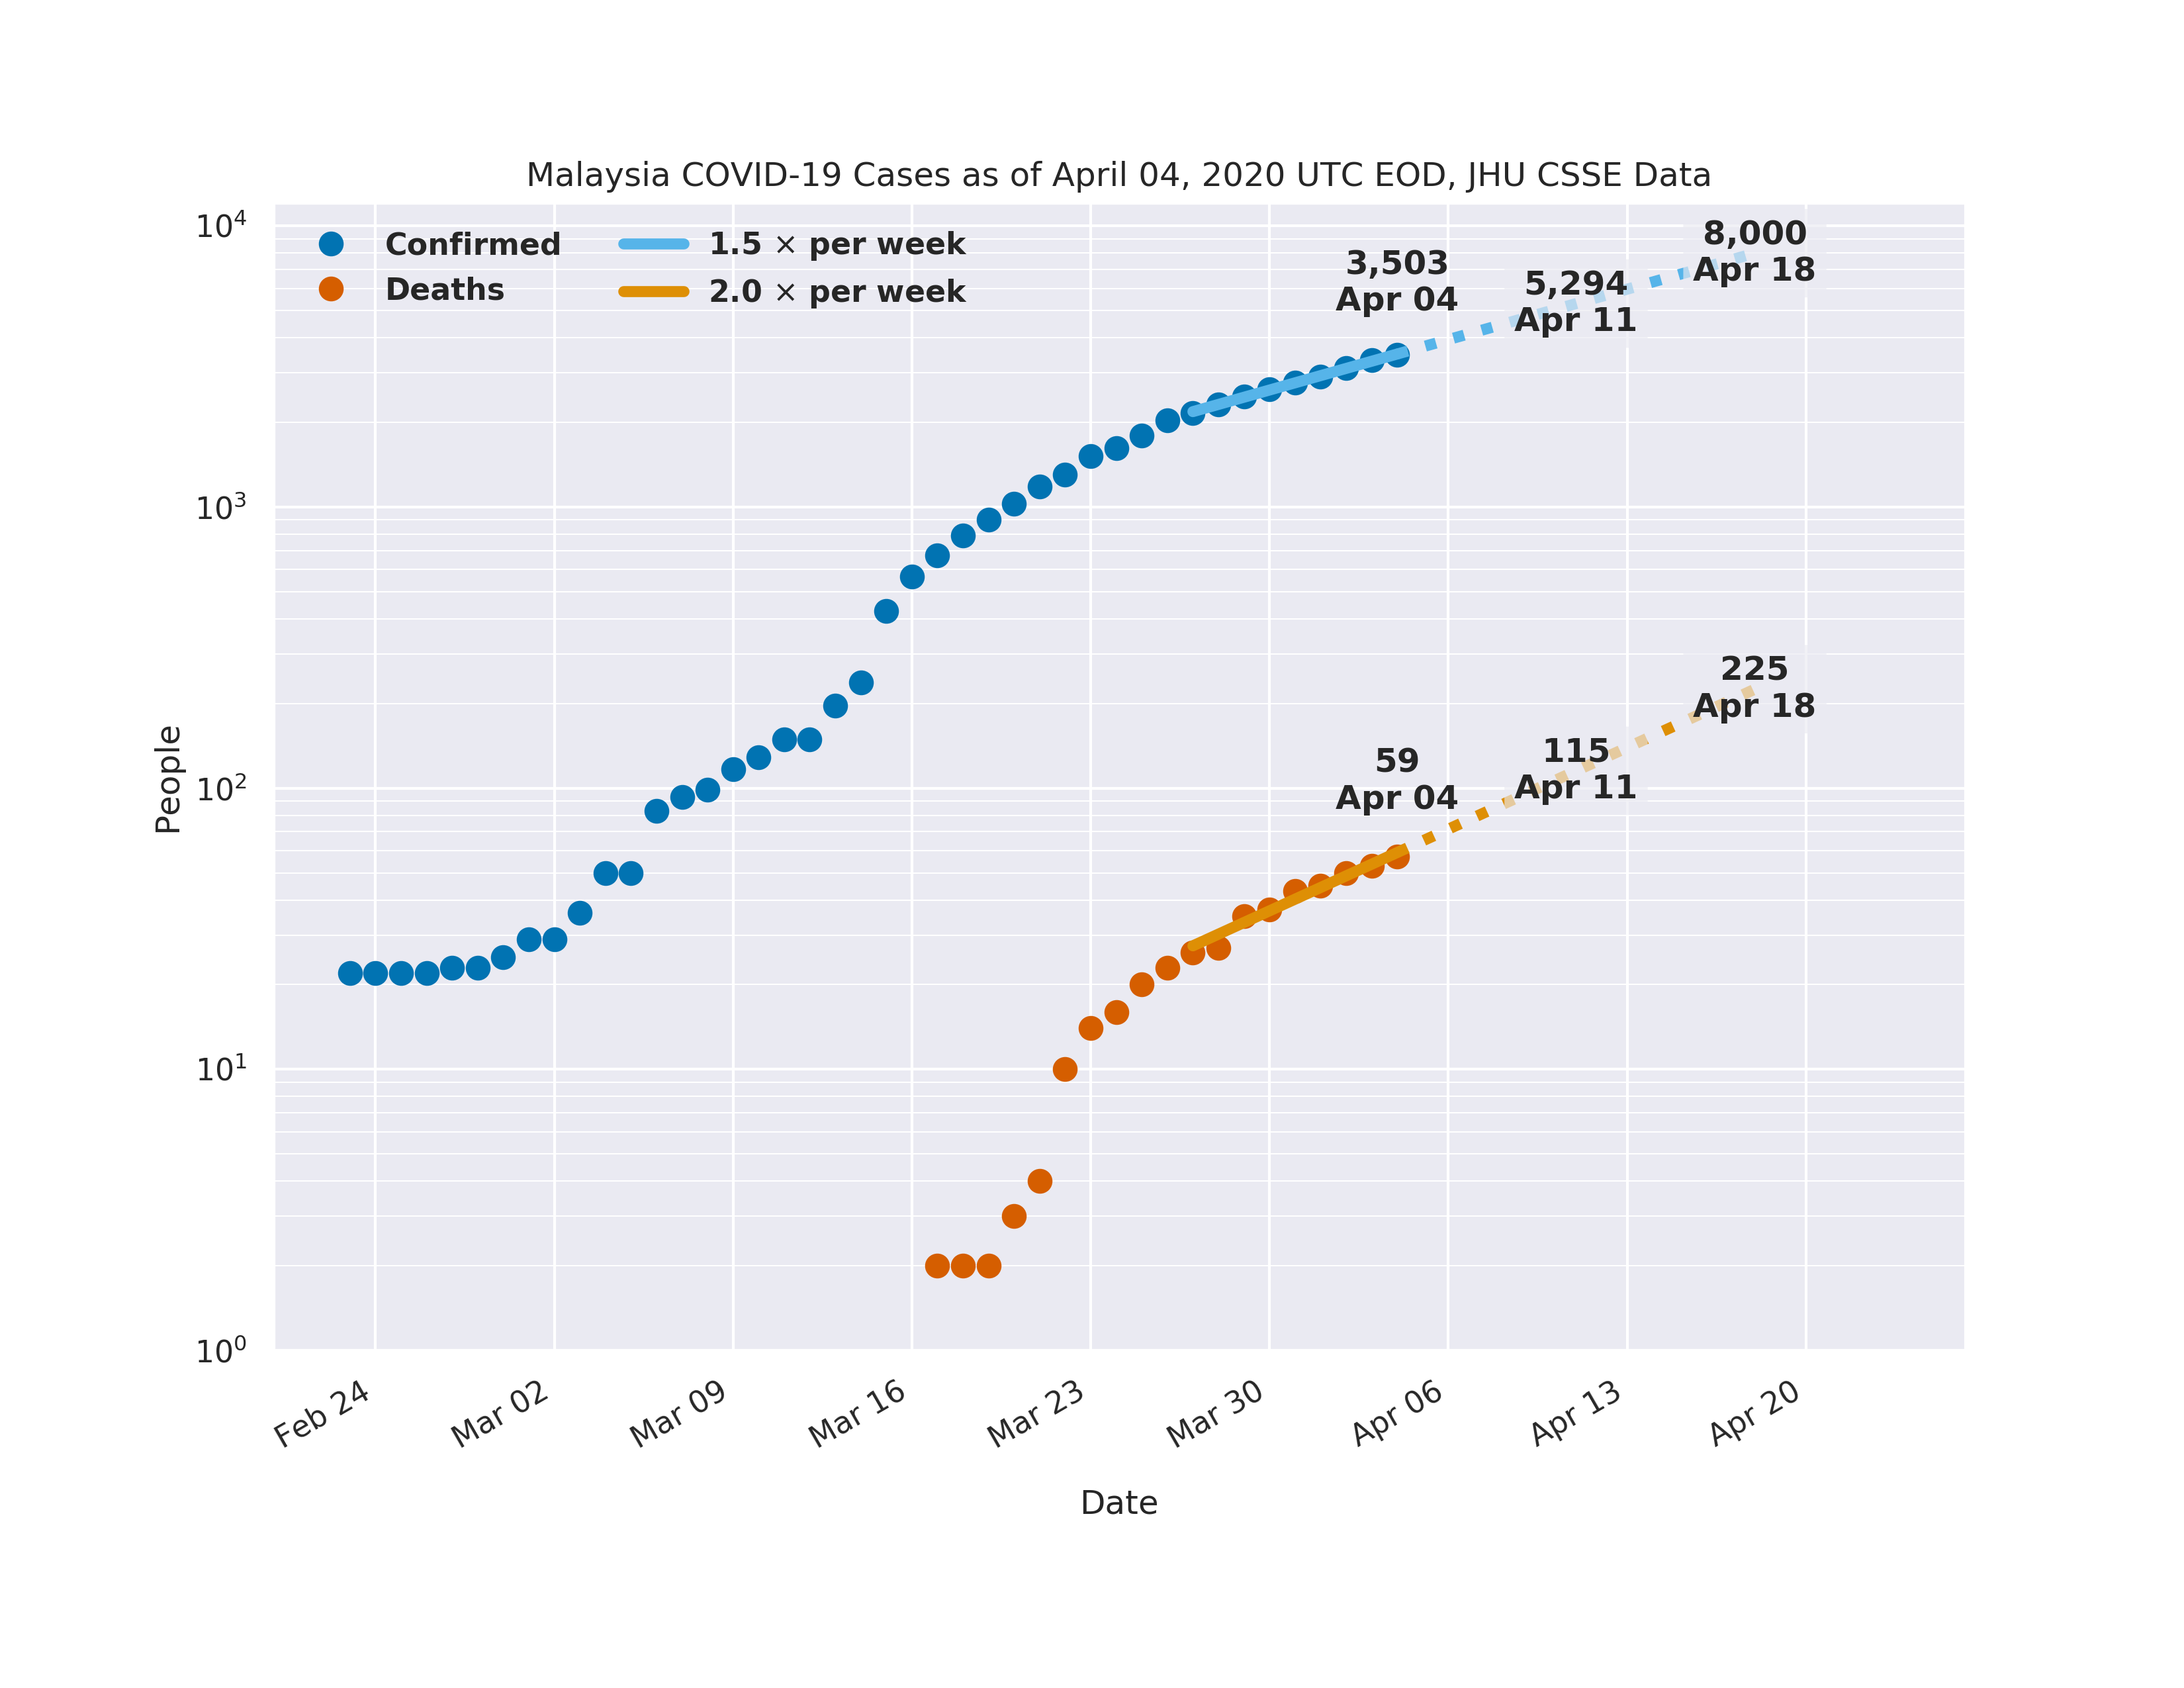 Malaysia COVID-19 Cases as of April 04, 2020 UTC EOD, JHU CSSE Data
Confirmed
Deaths
1.5 × per week
2.0 × per week
3,503
Apr 04
5,294
Apr 11
8,000
Apr 18
59
Apr 04
115
Apr 11
225
Apr 18
People
10⁴
10³
10²
10¹
10⁰
Feb 24
Mar 02
Mar 09
Mar 16
Mar 23
Mar 30
Apr 06
Apr 13
Apr 20
Date